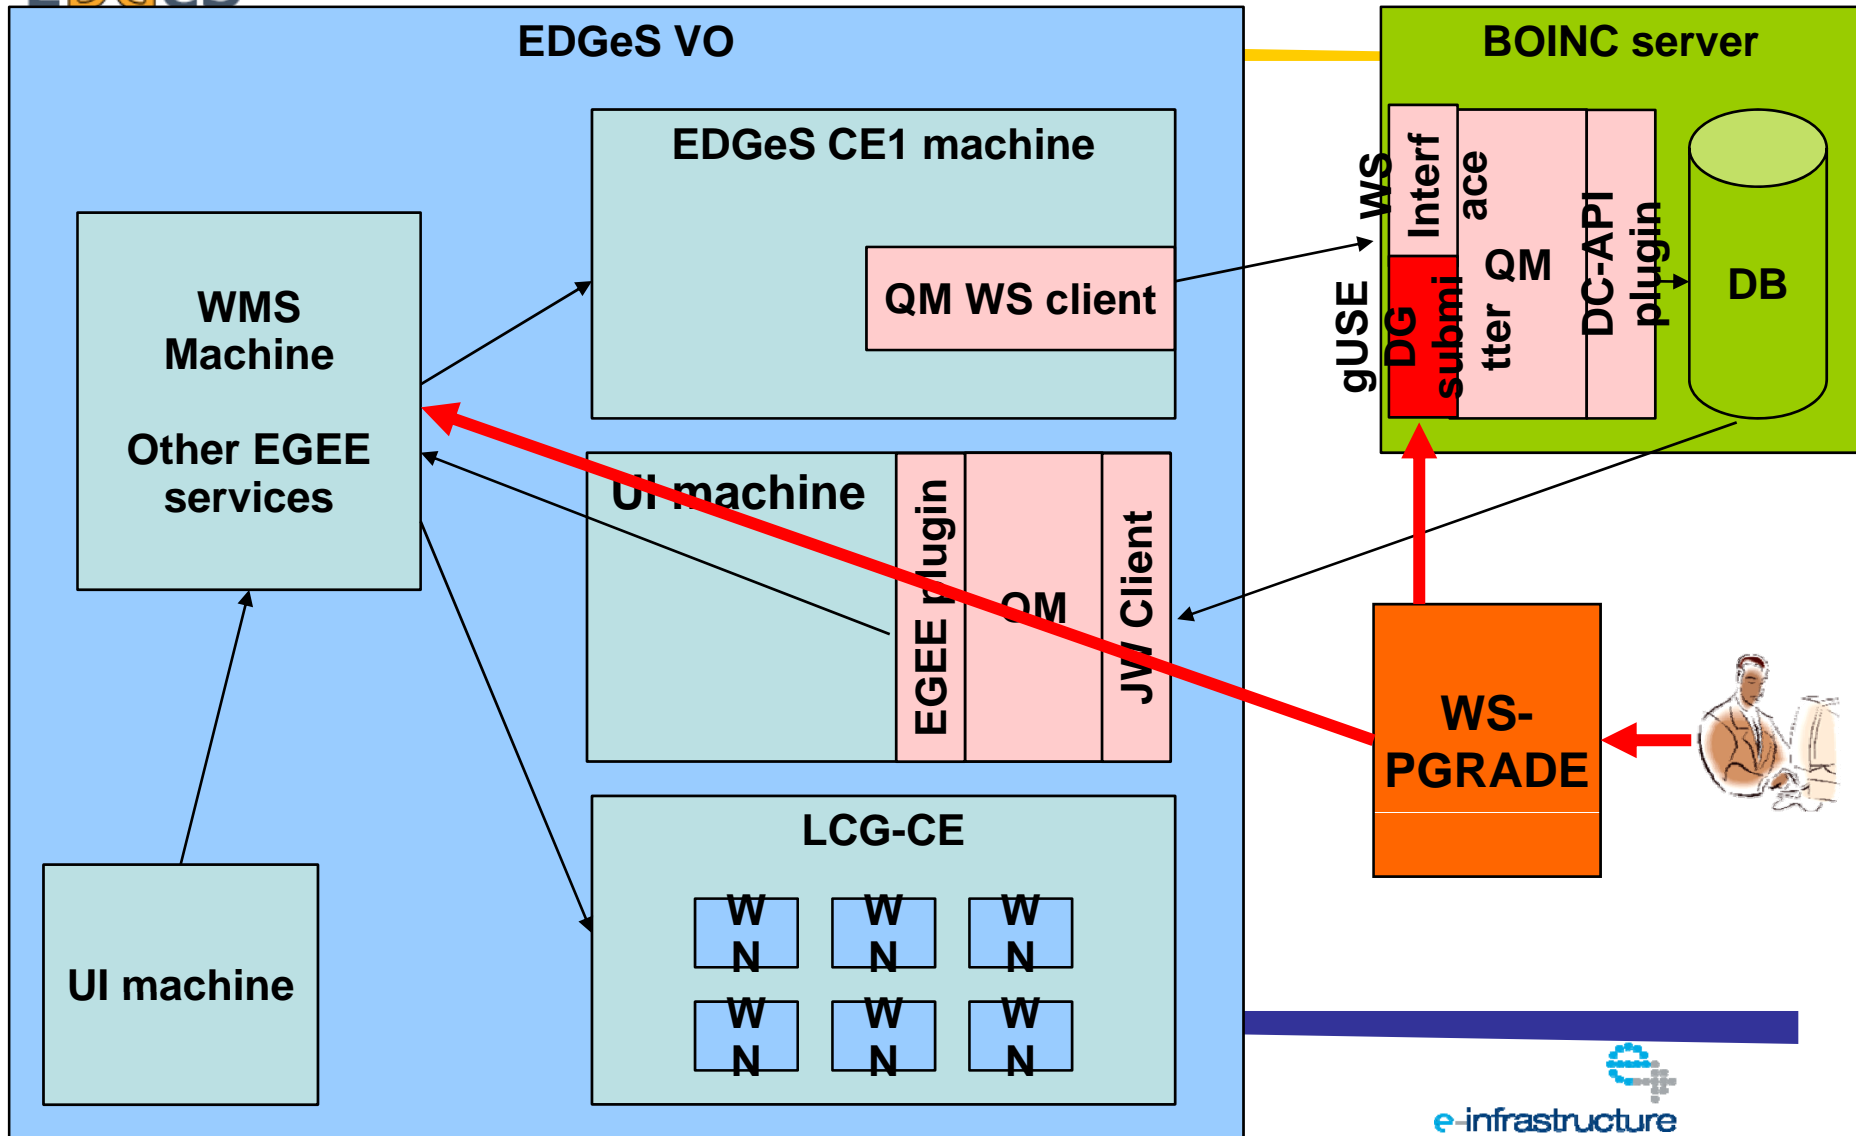 EDGeS
EDGeS VO
BOINC server
EDGeS CE1 machine
QM WS client
WMS
Machine
Other EGEE
services
WS
Interf
ace
gUSE
DG
submi
tter
QM
DC-API
plugin
DB
UI machine
EGEE plugin
QM
JW Client
WS-
PGRADE
LCG-CE
W
N
W
N
W
N
W
N
W
N
W
N
UI machine
e-infrastructure